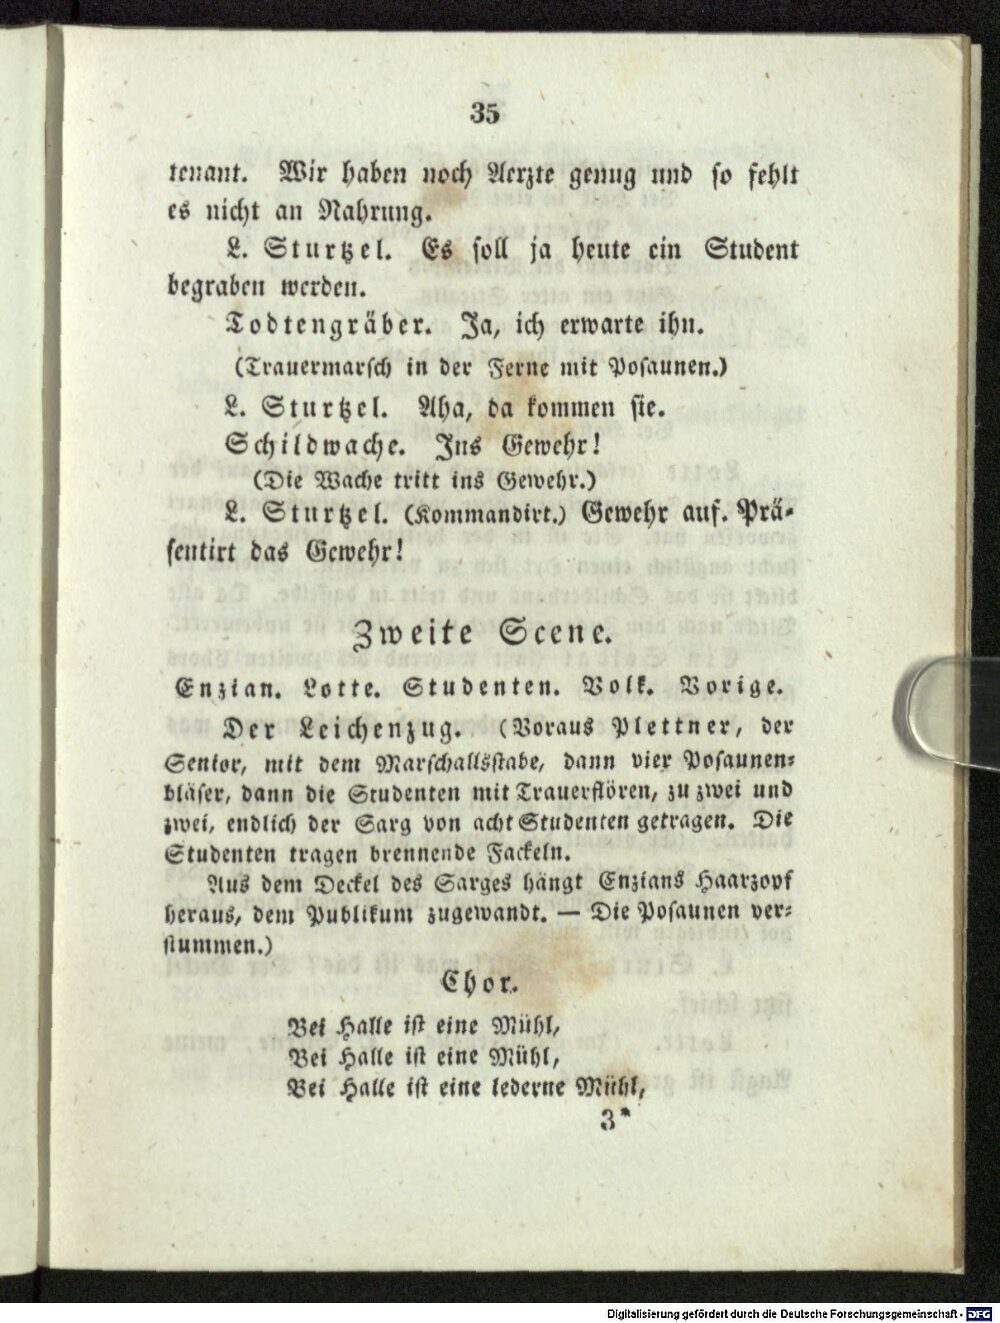 35
tenant. Wir haben noch Aerzte genug und so fehlt
es nicht an Nahrung.
L. Sturtzel. Es soll ja heute ein Student
begraben werden.
Todtengräber. Ja, ich erwarte ihn.
(Trauermarsch in der Ferne mit Posaunen.)
L. Sturtzel. Aha, da kommen sie.
Schildwache. Ins Gewehr!
(Die Wache tritt ins Gewehr.)
L. Sturtzel. (Kommandirt.) Gewehr auf. Prä-
sentirt das Gewehr!
Zweite Scene.
Enzian. Lotte. Studenten. Volk. Vorige.
Der Leichenzug. (Voraus Plettner, der
Senior, mit dem Marschallsstabe, dann vier Posaunen-
bläser, dann die Studenten mit Trauerflören, zu zwei und
zwei, endlich der Sarg von acht Studenten getragen. Die
Studenten tragen brennende Fackeln.
Aus dem Deckel des Sarges hängt Enzians Haarzopf
heraus, dem Publikum zugewandt. — Die Posaunen ver-
stummen.)
Chor.
Bei Halle ist eine Mühl,
Bei Halle ist eine Mühl,
Bei Halle ist eine lederne Mühl,
3*
Digitalisierung gefördert durch die Deutsche Forschungsgemeinschaft - DFG